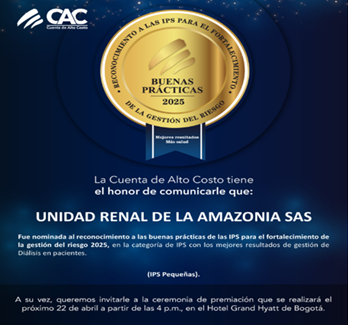 CAC
Cuenta de Alto Costo
RECONOCIMIENTO A LAS IPS PARA EL FORTALECIMIENTO
DE LA GESTIÓN DEL RIESGO
BUENAS
PRÁCTICAS
2025
Mejores resultados
Más salud
La Cuenta de Alto Costo tiene
el honor de comunicarle que:
UNIDAD RENAL DE LA AMAZONIA SAS
Fue nominada al reconocimiento a las buenas prácticas de las IPS para el fortalecimiento
de la gestión del riesgo 2025, en la categoría de IPS con los mejores resultados de gestión de
Diálisis en pacientes.
(IPS Pequeñas).
A su vez, queremos invitarle a la ceremonia de premiación que se realizará el
próximo 22 de abril a partir de las 4 p.m., en el Hotel Grand Hyatt de Bogotá.